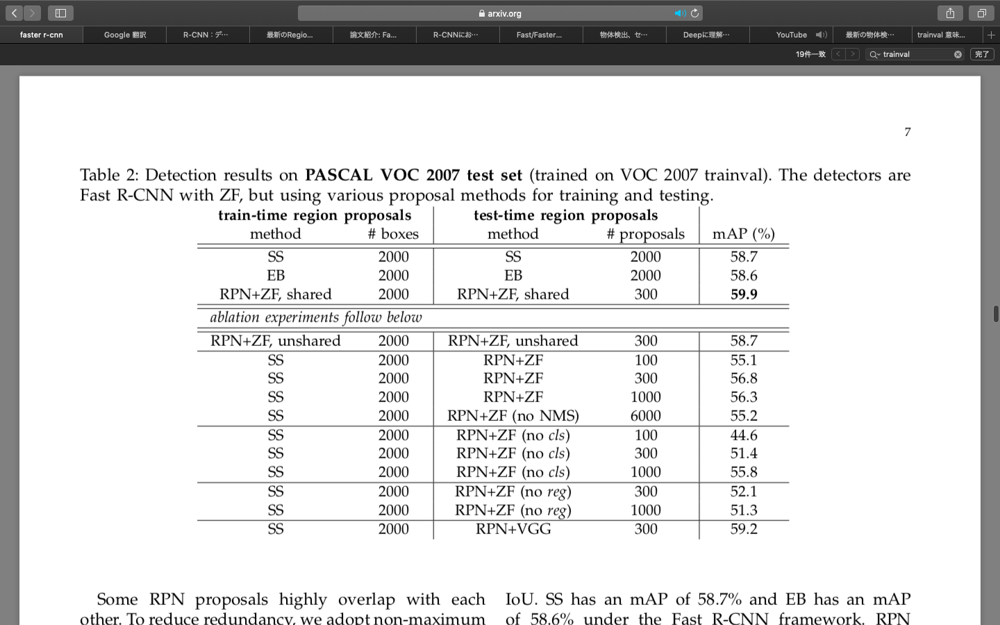 arxiv.org
faster r-cnn
Google 翻訳
R-CNN：デ…
最新のRegio...
論文紹介: Fa...
R-CNNにお…
Fast/Faster...
物体検出、セ…
Deepに理解…
YouTube
最新の物体検…
trainval 意味...
19件一致
trainval
完了
7
Table 2: Detection results on PASCAL VOC 2007 test set (trained on VOC 2007 trainval). The detectors are
Fast R-CNN with ZF, but using various proposal methods for training and testing.
train-time region proposals test-time region proposals
method # boxes method # proposals mAP (%)
SS 2000 SS 2000 58.7
EB 2000 EB 2000 58.6
RPN+ZF, shared 2000 RPN+ZF, shared 300 59.9
ablation experiments follow below
RPN+ZF, unshared 2000 RPN+ZF, unshared 300 58.7
SS 2000 RPN+ZF 100 55.1
SS 2000 RPN+ZF 300 56.8
SS 2000 RPN+ZF 1000 56.3
SS 2000 RPN+ZF (no NMS) 6000 55.2
SS 2000 RPN+ZF (no cls) 100 44.6
SS 2000 RPN+ZF (no cls) 300 51.4
SS 2000 RPN+ZF (no cls) 1000 55.8
SS 2000 RPN+ZF (no reg) 300 52.1
SS 2000 RPN+ZF (no reg) 1000 51.3
SS 2000 RPN+VGG 300 59.2
Some RPN proposals highly overlap with each
other. To reduce redundancy, we adopt non-maximum
IoU. SS has an mAP of 58.7% and EB has an mAP
of 58.6% under the Fast R-CNN framework. RPN